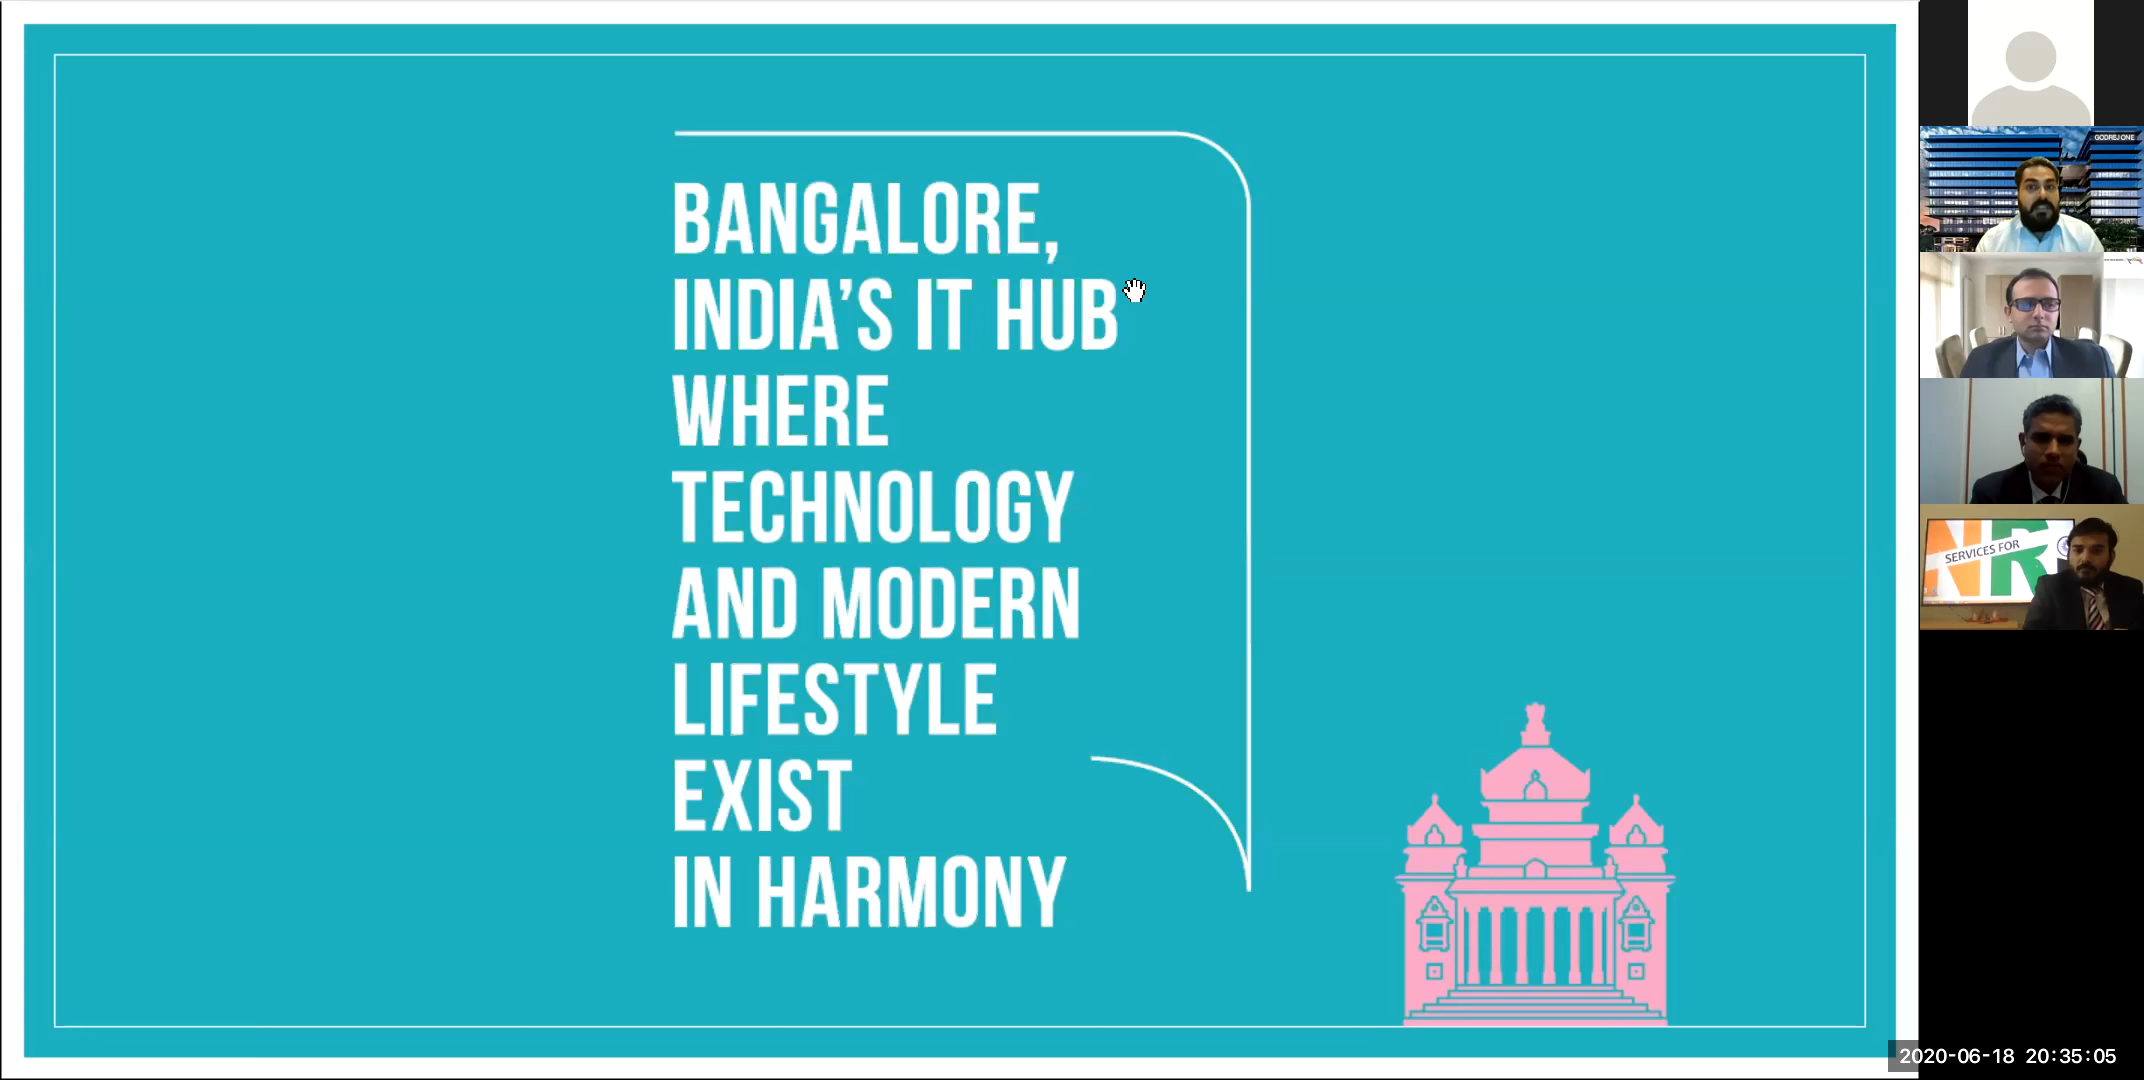 BANGALORE,
INDIA'S IT HUB
WHERE
TECHNOLOGY
AND MODERN
LIFESTYLE
EXIST
IN HARMONY
GODREJ ONE
SERVICES FOR
NR
2020-06-18 20:35:05